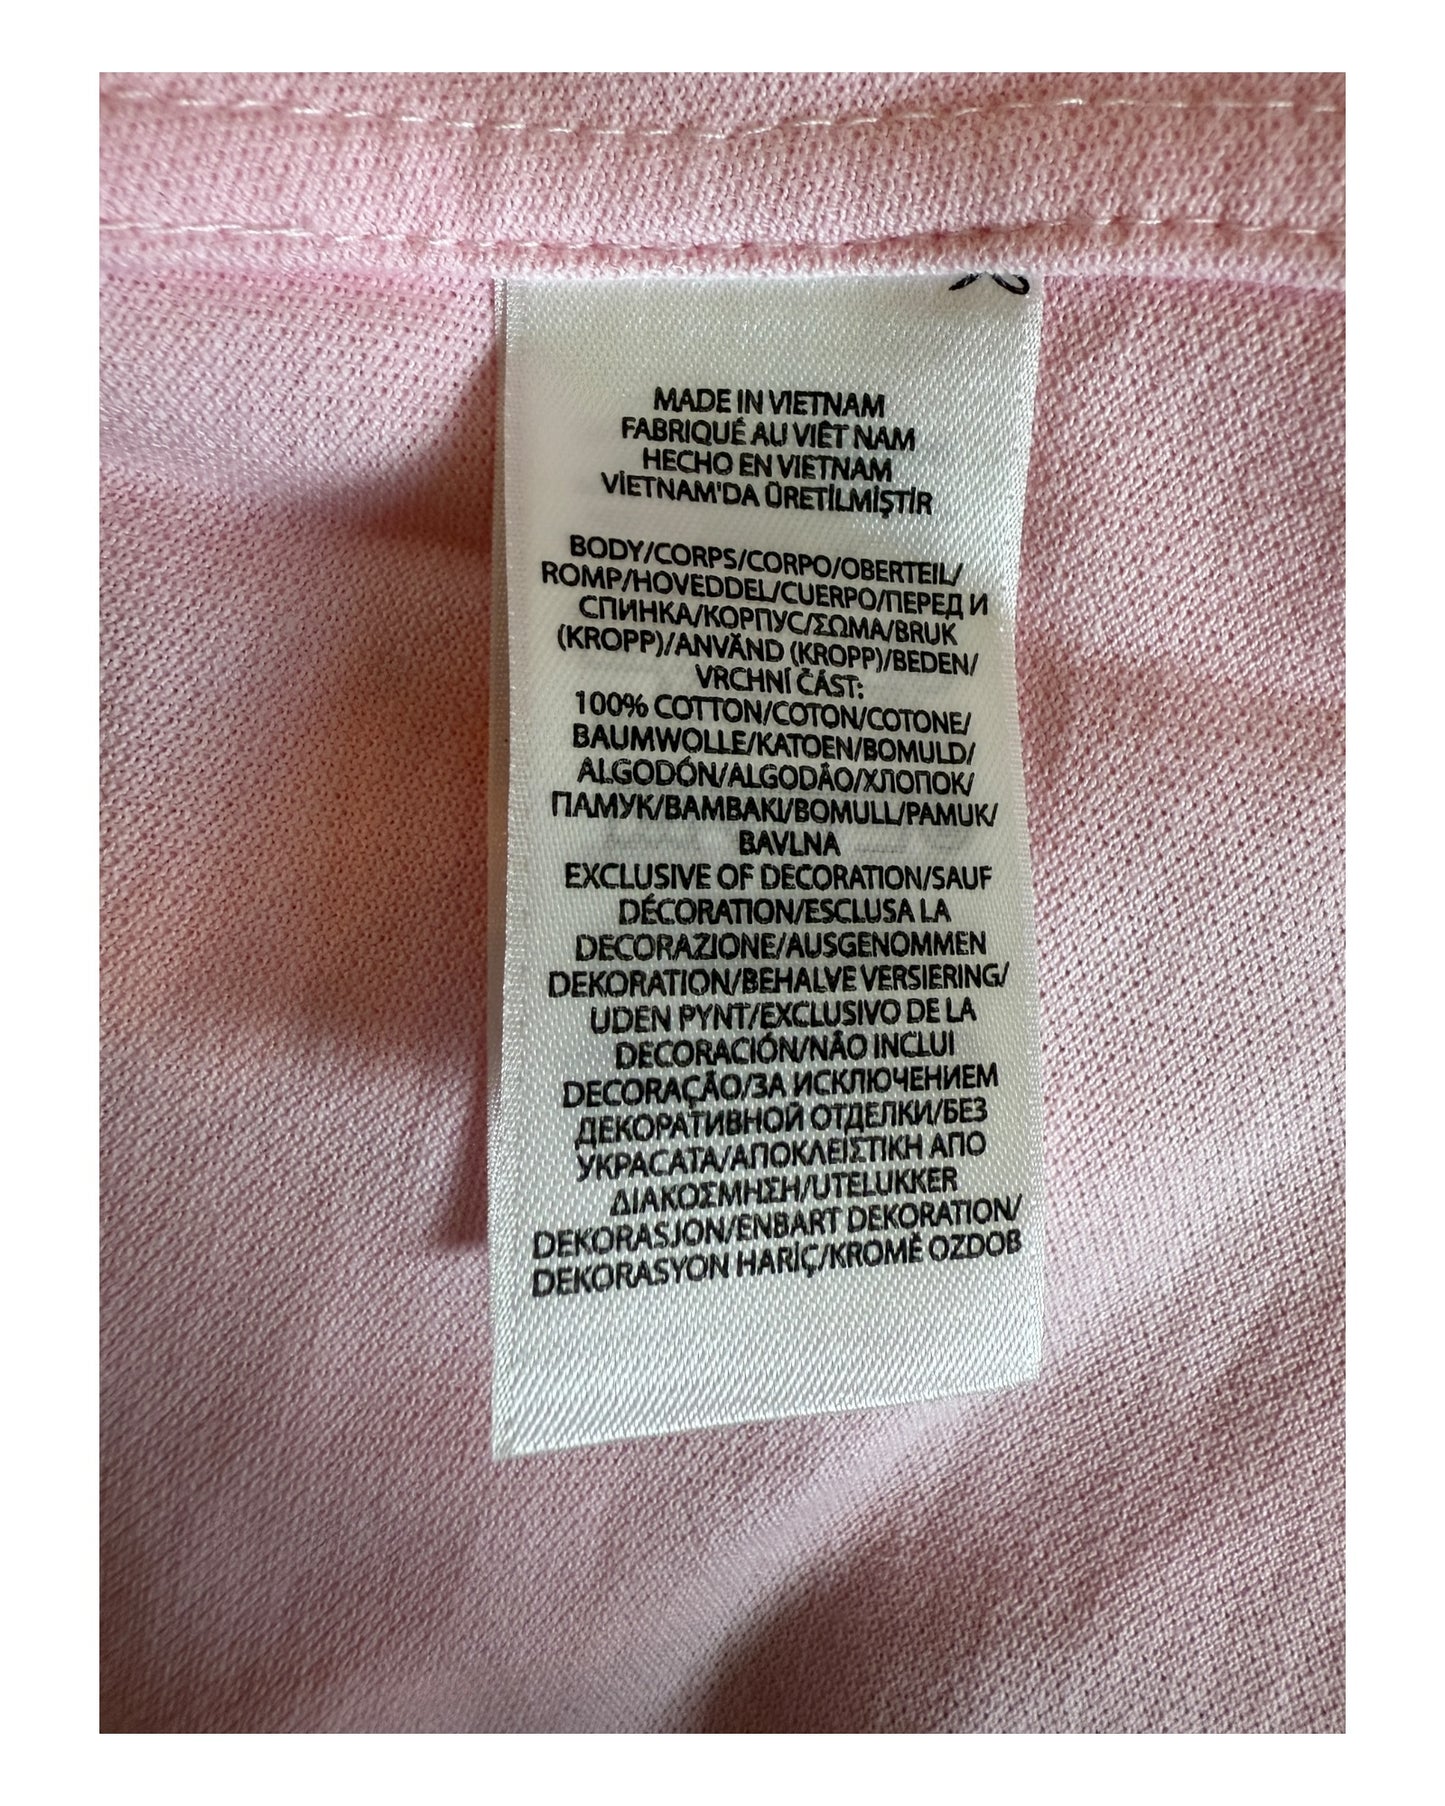 MADE IN VIETNAM
FABRIQUÉ AU VIÊT NAM
HECHO EN VIETNAM
VİETNAM'DA ÜRETİLMİŞTİR
BODY/CORPS/CORPO/OBERTEIL/
ROMP/HOVEDDEL/CUERPO/ПЕРЕД И
СПИНКА/КОРПУС/ΣΩΜΑ/BRUK
(KROPP)/ANVÄND (KROPP)/BEDEN/
VRCHNÍ ČÁST:
100% COTTON/COTON/COTONE/
BAUMWOLLE/KATOEN/BOMULD/
ALGODÓN/ALGODÃO/ХЛОПОК/
ПАМУК/BAMBAKI/BOMULL/PAMUK/
BAVLNA
EXCLUSIVE OF DECORATION/SAUF
DÉCORATION/ESCLUSA LA
DECORAZIONE/AUSGENOMMEN
DEKORATION/BEHALVE VERSIERING/
UDEN PYNT/EXCLUSIVO DE LA
DECORACIÓN/NÃO INCLUI
DECORAÇÃO/ЗА ИСКЛЮЧЕНИЕМ
ДЕКОРАТИВНОЙ ОТДЕЛКИ/БЕЗ
УКРАСАТА/ΑΠΟΚΛΕΙΣΤΙΚΗ ΑΠΟ
ΔΙΑΚΟΣΜΗΣΗ/UTELUKKER
DEKORASJON/ENBART DEKORATION/
DEKORASYON HARİÇ/KROMĚ OZDOB